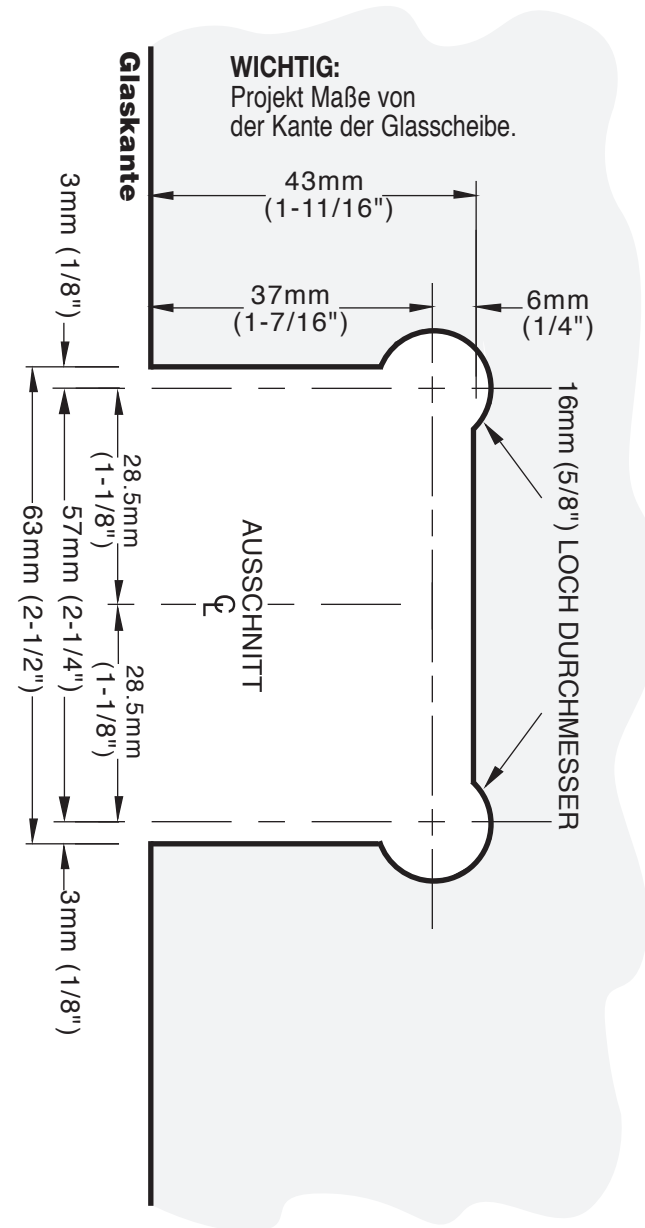 WICHTIG:
Projekt Maße von
der Kante der Glasscheibe.
Glaskante
43mm
(1-11/16")
37mm
(1-7/16")
6mm
(1/4")
3mm (1/8")
16mm (5/8") LOCH DURCHMESSER
28.5mm
(1-1/8")
57mm (2-1/4")
63mm (2-1/2")
AUSSCHNITT
CL
28.5mm
(1-1/8")
3mm (1/8")